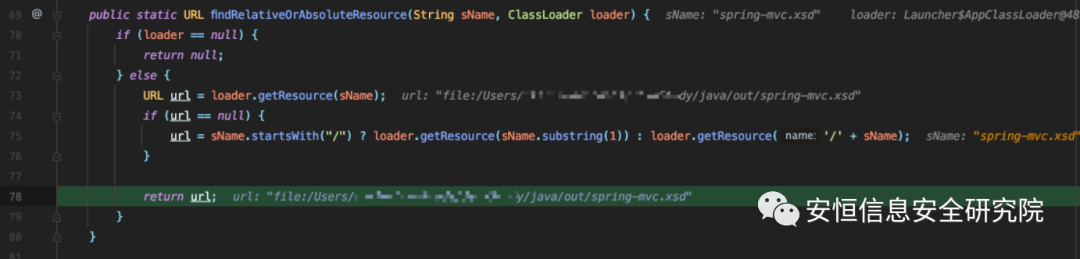 69 @ public static URL findRelativeOrAbsoluteResource(String sName, ClassLoader loader) { sName: "spring-mvc.xsd" loader: Launcher$AppClassLoader@48
70 if (loader == null) {
71 return null;
72 } else {
73 URL url = loader.getResource(sName); url: "file:/Users/ dy/java/out/spring-mvc.xsd"
74 if (url == null) {
75 url = sName.startsWith("/") ? loader.getResource(sName.substring(1)) : loader.getResource( name: '/' + sName); sName: "spring-mvc.xsd"
76 }
77
78 return url; url: "file:/Users/ y/java/out/spring-mvc.xsd"
79 }
80 }
81
安恒信息安全研究院